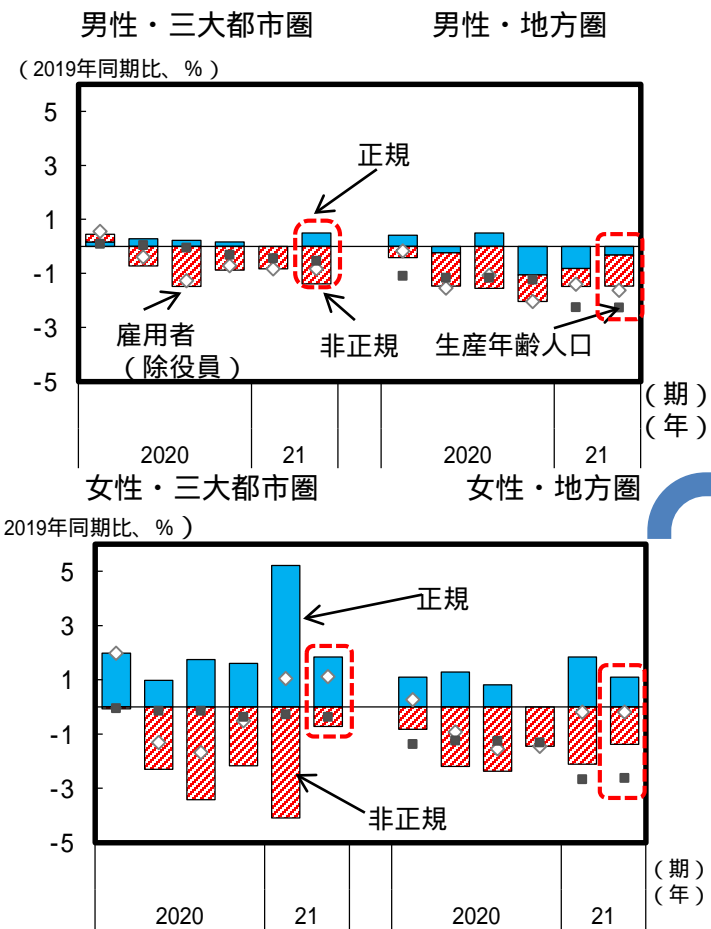 男性・三大都市圏 男性・地方圏
（2019年同期比、％）
5
3
正規
1
-1
-3
雇用者
（除役員）
非正規
生産年齢人口
-5
（期）
（年）
2020 21 2020 21
女性・三大都市圏 女性・地方圏
2019年同期比、％）
5
正規
3
1
-1
-3
非正規
-5
（期）
（年）
2020 21 2020 21